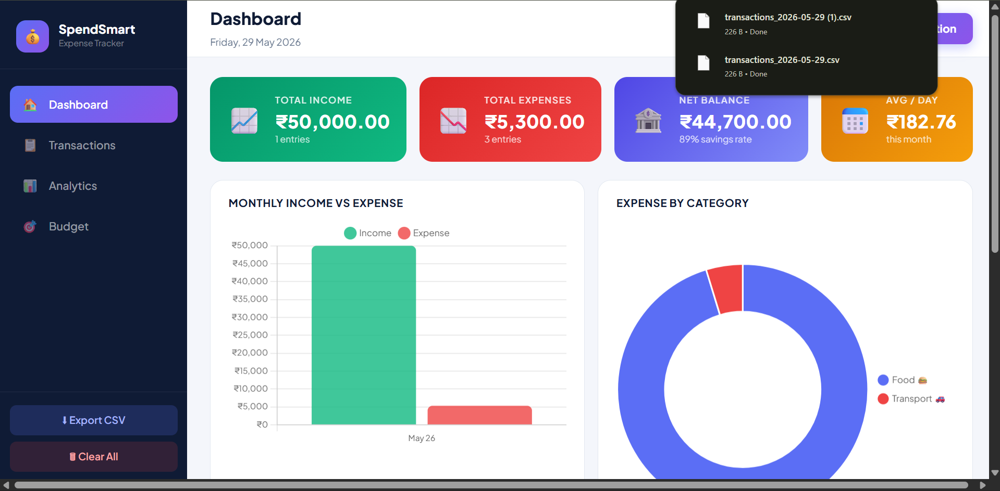 SpendSmart
Expense Tracker
Dashboard
Transactions
Analytics
Budget
⬇ Export CSV
🗑 Clear All
Dashboard
Friday, 29 May 2026
transactions_2026-05-29 (1).csv
226 B • Done
transactions_2026-05-29.csv
226 B • Done
tion
TOTAL INCOME
₹50,000.00
1 entries
TOTAL EXPENSES
₹5,300.00
3 entries
NET BALANCE
₹44,700.00
89% savings rate
AVG / DAY
₹182.76
this month
MONTHLY INCOME VS EXPENSE
Income Expense
₹50,000
₹45,000
₹40,000
₹35,000
₹30,000
₹25,000
₹20,000
₹15,000
₹10,000
₹5,000
₹0
May 26
EXPENSE BY CATEGORY
Food 🍔
Transport 🚗